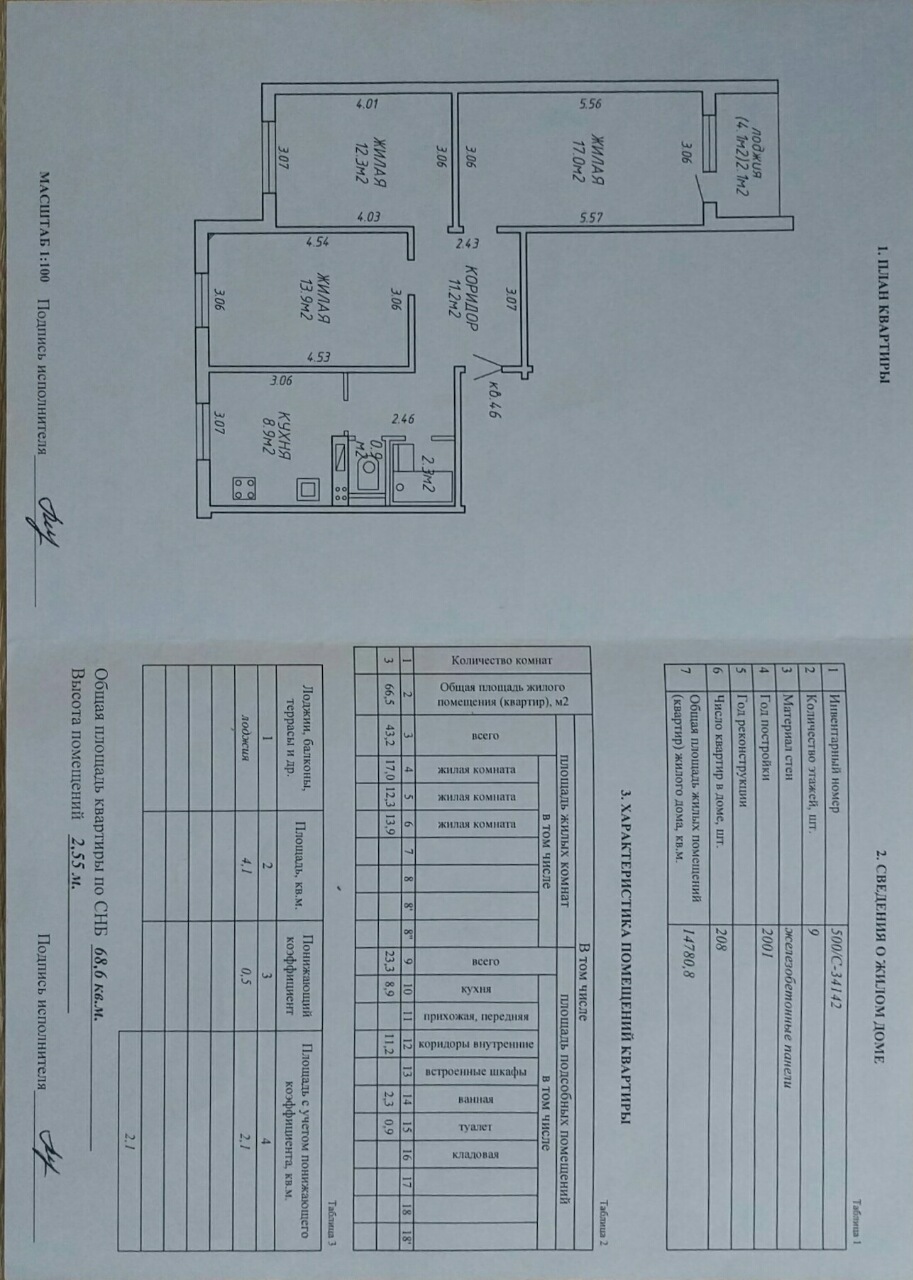 1. ПЛАН КВАРТИРЫ
лоджия
(4.1м2)2.1м2
3.06
5.56
ЖИЛАЯ
17.0м2
5.57
3.06
4.01
3.06
ЖИЛАЯ
12.3м2
3.07
4.03
2.43
КОРИДОР
11.2м2
3.07
кв.46
4.54
3.06
ЖИЛАЯ
13.9м2
3.06
4.53
2.46
2.3м2
0.9
м2
3.06
КУХНЯ
8.9м2
3.07
МАСШТАБ 1:100 Подпись исполнителя
2. СВЕДЕНИЯ О ЖИЛОМ ДОМЕ
Таблица 1
1 Инвентарный номер 500/С-34142
2 Количество этажей, шт. 9
3 Материал стен железобетонные панели
4 Год постройки 2001
5 Год реконструкции
6 Число квартир в доме, шт. 208
7 Общая площадь жилых помещений
(квартир) жилого дома, кв.м. 14780,8
3. ХАРАКТЕРИСТИКА ПОМЕЩЕНИЙ КВАРТИРЫ
Таблица 2
Количество комнат
Общая площадь жилого
помещения (квартир), м2
В том числе
площадь жилых комнат
площадь подсобных помещений
всего
в том числе
жилая комната
жилая комната
жилая комната
всего
в том числе
кухня
прихожая, передняя
коридоры внутренние
встроенные шкафы
ванная
туалет
кладовая
1 2 3 4 5 6 7 8 8' 8" 9 10 11 12 13 14 15 16 17 18 18'
3 66,5 43,2 17,0 12,3 13,9 23,3 8,9 11,2 2,3 0,9
Таблица 3
Лоджии, балконы,
террасы и др.
Площадь, кв.м.
Понижающий
коэффициент
Площадь с учетом понижающего
коэффициента, кв.м.
1 2 3 4
лоджия 4,1 0,5 2,1
2,1
Общая площадь квартиры по СНБ 68,6 кв.м.
Высота помещений 2,55 м.
Подпись исполнителя